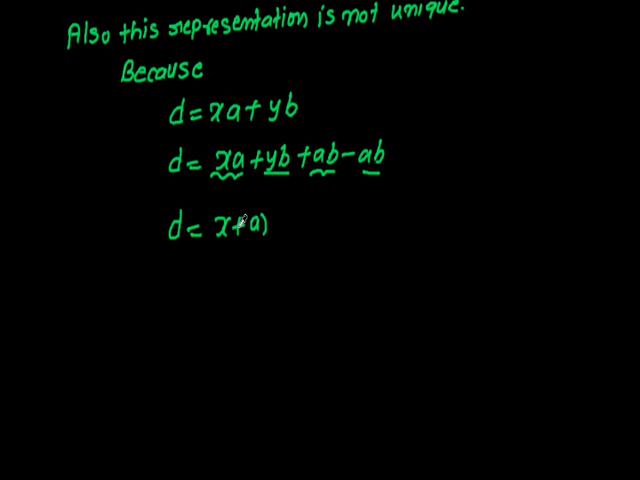 Also this representation is not unique.
Because
d = xa + yb
d = xa + yb + ab - ab
d = x+a)